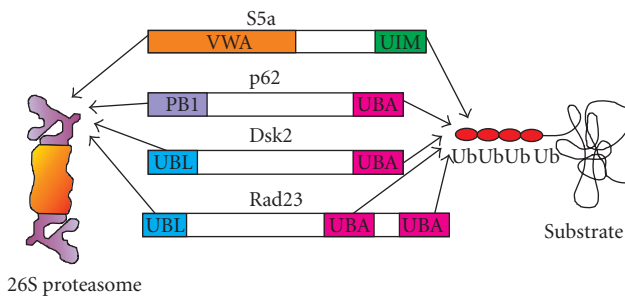 S5a
VWA UIM
p62
PB1 UBA
Dsk2
UBL UBA
Rad23
UBL UBA UBA
UbUbUb Ub
Substrate
26S proteasome